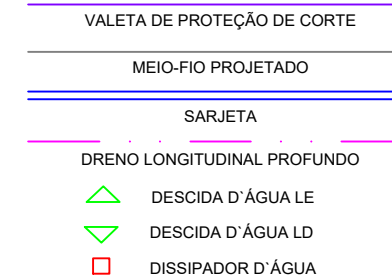 VALETA DE PROTEÇÃO DE CORTE
MEIO-FIO PROJETADO
SARJETA
DRENO LONGITUDINAL PROFUNDO
DESCIDA D`ÁGUA LE
DESCIDA D`ÁGUA LD
DISSIPADOR D`ÁGUA